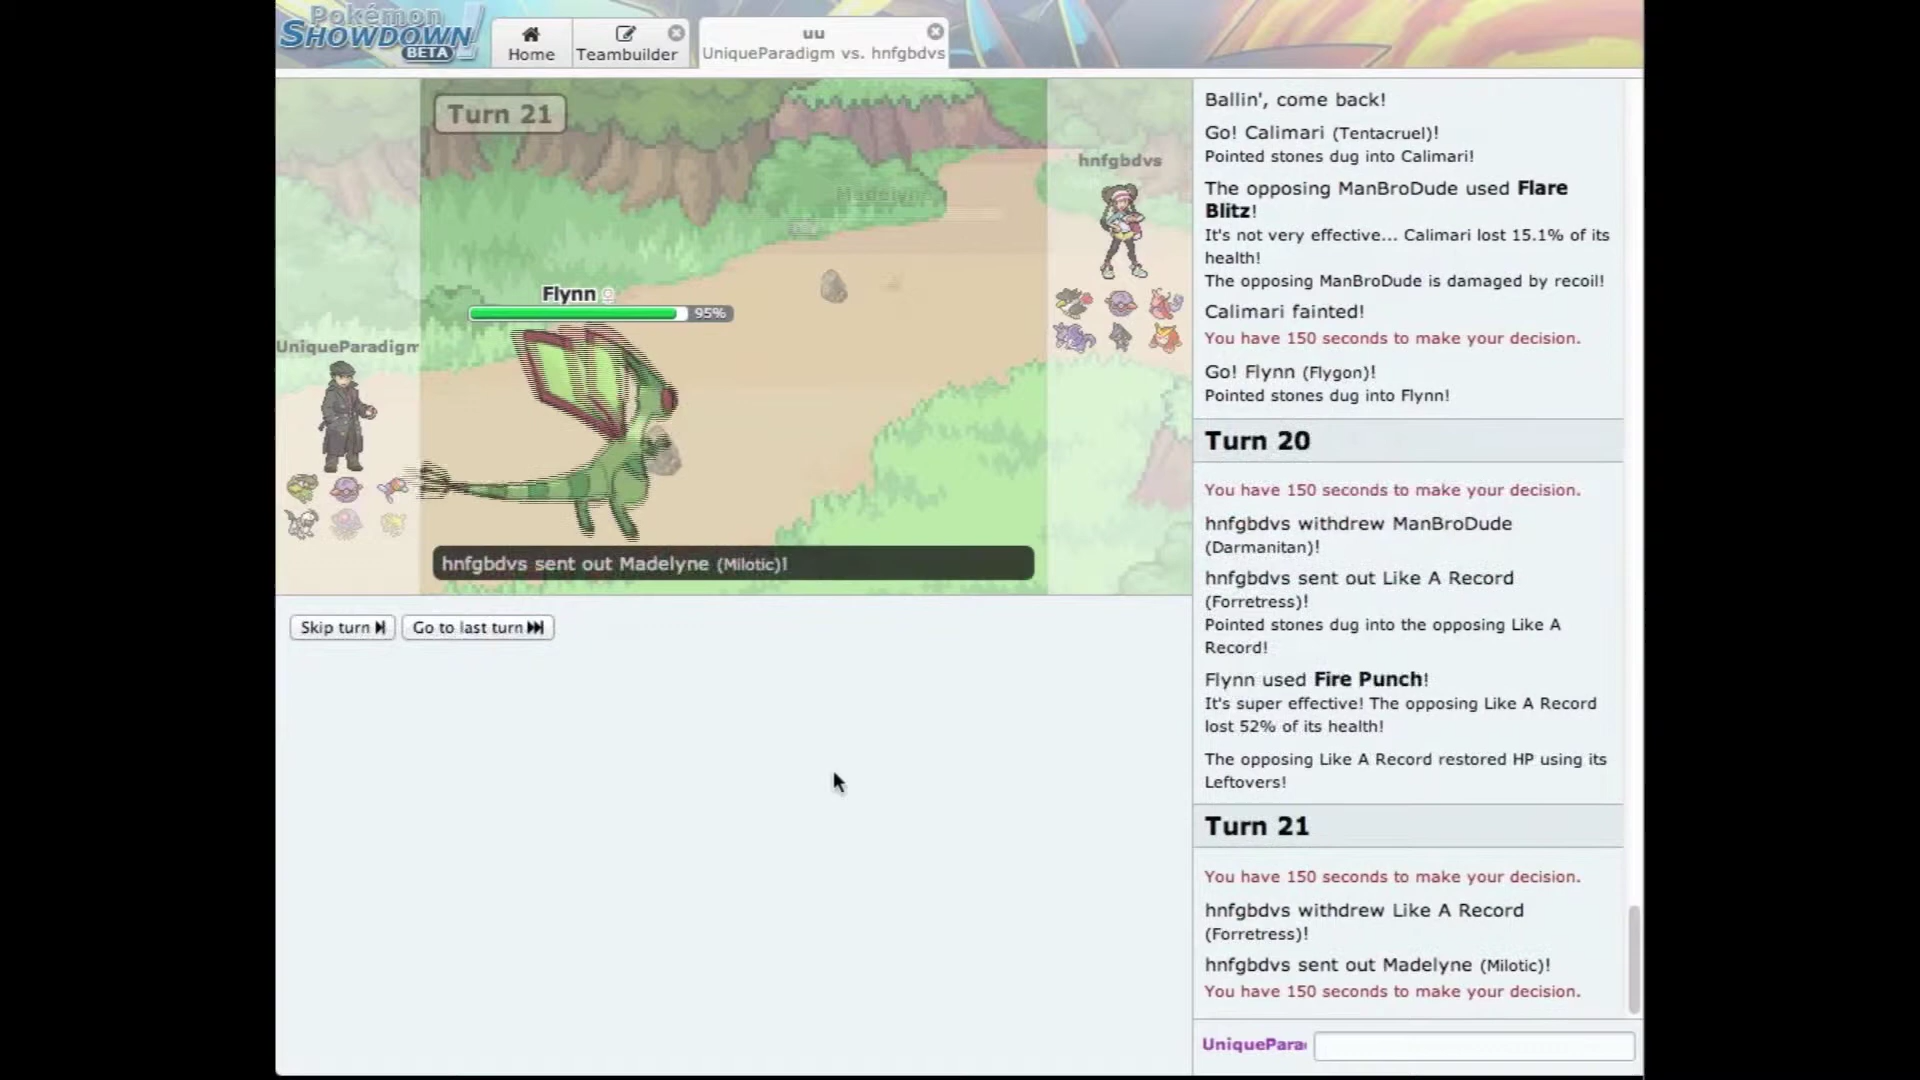 Pokémon
SHOWDOWN!
BETA
Home
Teambuilder
uu
UniqueParadigm vs. hnfgbdvs
Turn 21
hnfgbdvs
Madelyne
Flynn ♀
95%
UniqueParadigm
hnfgbdvs sent out Madelyne (Milotic)!
Skip turn
Go to last turn
Ballin', come back!
Go! Calimari (Tentacruel)!
Pointed stones dug into Calimari!
The opposing ManBroDude used Flare
Blitz!
It's not very effective... Calimari lost 15.1% of its
health!
The opposing ManBroDude is damaged by recoil!
Calimari fainted!
You have 150 seconds to make your decision.
Go! Flynn (Flygon)!
Pointed stones dug into Flynn!
Turn 20
You have 150 seconds to make your decision.
hnfgbdvs withdrew ManBroDude
(Darmanitan)!
hnfgbdvs sent out Like A Record
(Forretress)!
Pointed stones dug into the opposing Like A
Record!
Flynn used Fire Punch!
It's super effective! The opposing Like A Record
lost 52% of its health!
The opposing Like A Record restored HP using its
Leftovers!
Turn 21
You have 150 seconds to make your decision.
hnfgbdvs withdrew Like A Record
(Forretress)!
hnfgbdvs sent out Madelyne (Milotic)!
You have 150 seconds to make your decision.
UniquePara